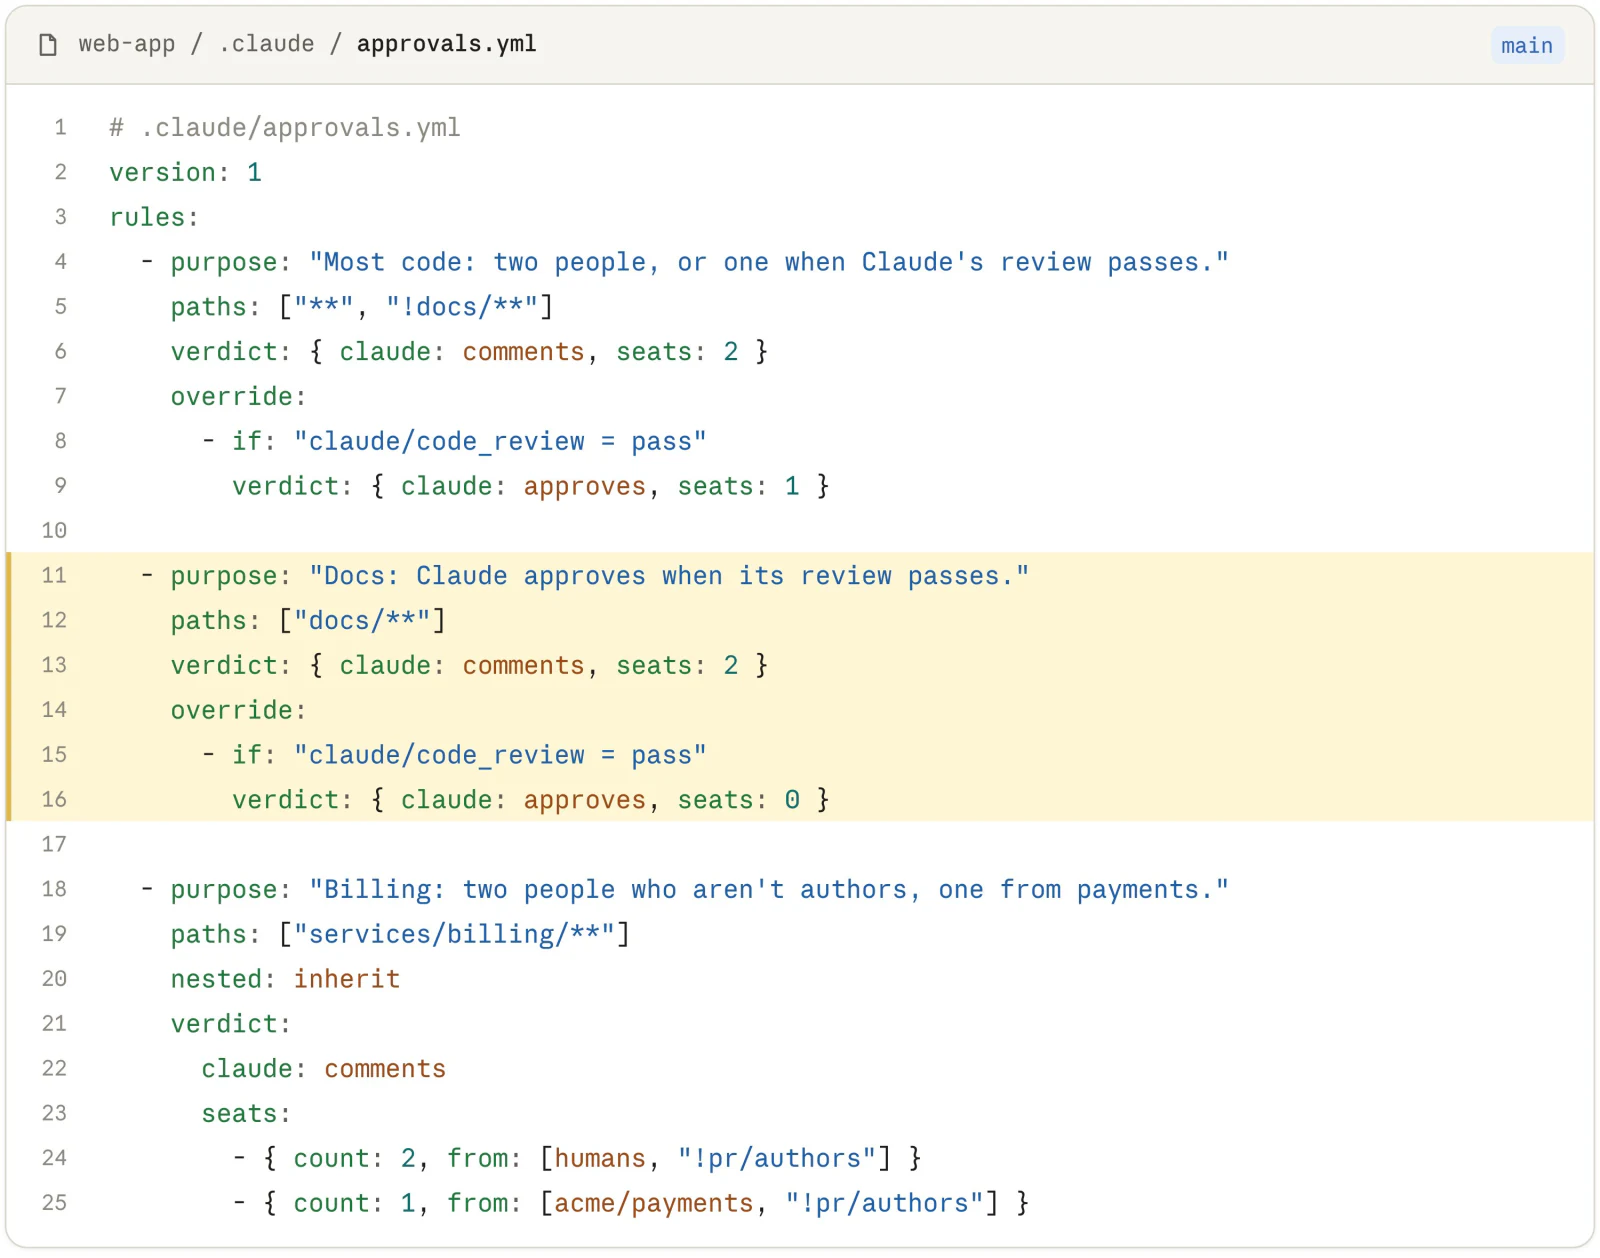 web-app / .claude / approvals.yml
main
1 # .claude/approvals.yml
2 version: 1
3 rules:
4   - purpose: "Most code: two people, or one when Claude's review passes."
5     paths: ["**", "!docs/**"]
6     verdict: { claude: comments, seats: 2 }
7     override:
8       - if: "claude/code_review = pass"
9         verdict: { claude: approves, seats: 1 }
10
11   - purpose: "Docs: Claude approves when its review passes."
12     paths: ["docs/**"]
13     verdict: { claude: comments, seats: 2 }
14     override:
15       - if: "claude/code_review = pass"
16         verdict: { claude: approves, seats: 0 }
17
18   - purpose: "Billing: two people who aren't authors, one from payments."
19     paths: ["services/billing/**"]
20     nested: inherit
21     verdict:
22       claude: comments
23       seats:
24         - { count: 2, from: [humans, "!pr/authors"] }
25         - { count: 1, from: [acme/payments, "!pr/authors"] }